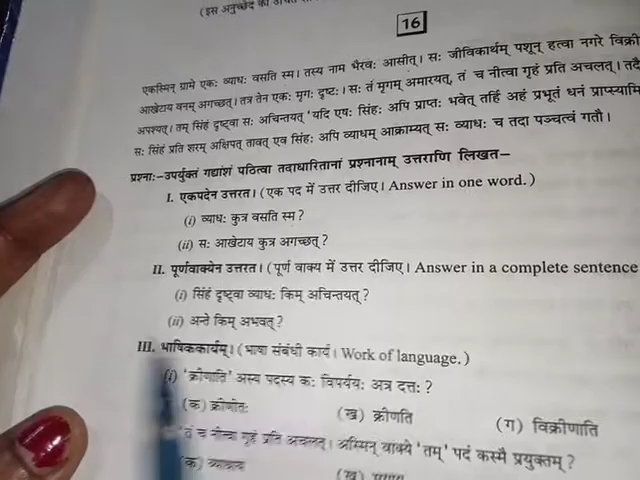 (इस अनुच्छेद का
16
एकस्मिन् ग्रामे एकः व्याधः वसति स्म। तस्य नाम भैरवः आसीत्। सः जीविकार्थम् पशून् हत्वा नगरे विक्री
आखेटाय वनम् अगच्छत्। तत्र तेन एकः मृगः दृष्टः। सः तं मृगम् अमारयत्, तं च नीत्वा गृहं प्रति अचलत्। तदै
अपश्यत्। तम् सिंहं दृष्ट्वा सः अचिन्तयत् 'यदि एषः सिंहः अपि प्राप्तः भवेत् तर्हि अहं प्रभूतं धनं प्राप्स्यामि
सः सिंहं प्रति शरम् अक्षिपत् तावत् एव सिंहः अपि व्याधम् आक्राम्यत् सः व्याधः च तदा पञ्चत्वं गतौ।
प्रश्नाः–उपर्युक्तं गद्यांशं पठित्वा तवाधारितानां प्रश्नानाम् उत्तराणि लिखत–
I. एकपदेन उत्तरत। (एक पद में उत्तर दीजिए। Answer in one word.)
(i) व्याधः कुत्र वसति स्म?
(ii) सः आखेटाय कुत्र अगच्छत्?
II. पूर्णवाक्येन उत्तरत। (पूर्ण वाक्य में उत्तर दीजिए। Answer in a complete sentence
(i) सिंहं दृष्ट्वा व्याधः किम् अचिन्तयत्?
(ii) अन्ते किम् अभवत्?
III. भाषिककार्यम्। (भाषा संबंधी कार्य। Work of language.)
(i) 'क्रीणाति' अस्य पदस्य कः विपर्ययः अत्र दत्तः?
(क) क्रीणीतः (ख) क्रीणति (ग) विक्रीणाति
'तं च नीत्वा गृहं प्रति अचलत्। अस्मिन् वाक्ये 'तम्' पदं कस्मै प्रयुक्तम्?
(क) (ख)